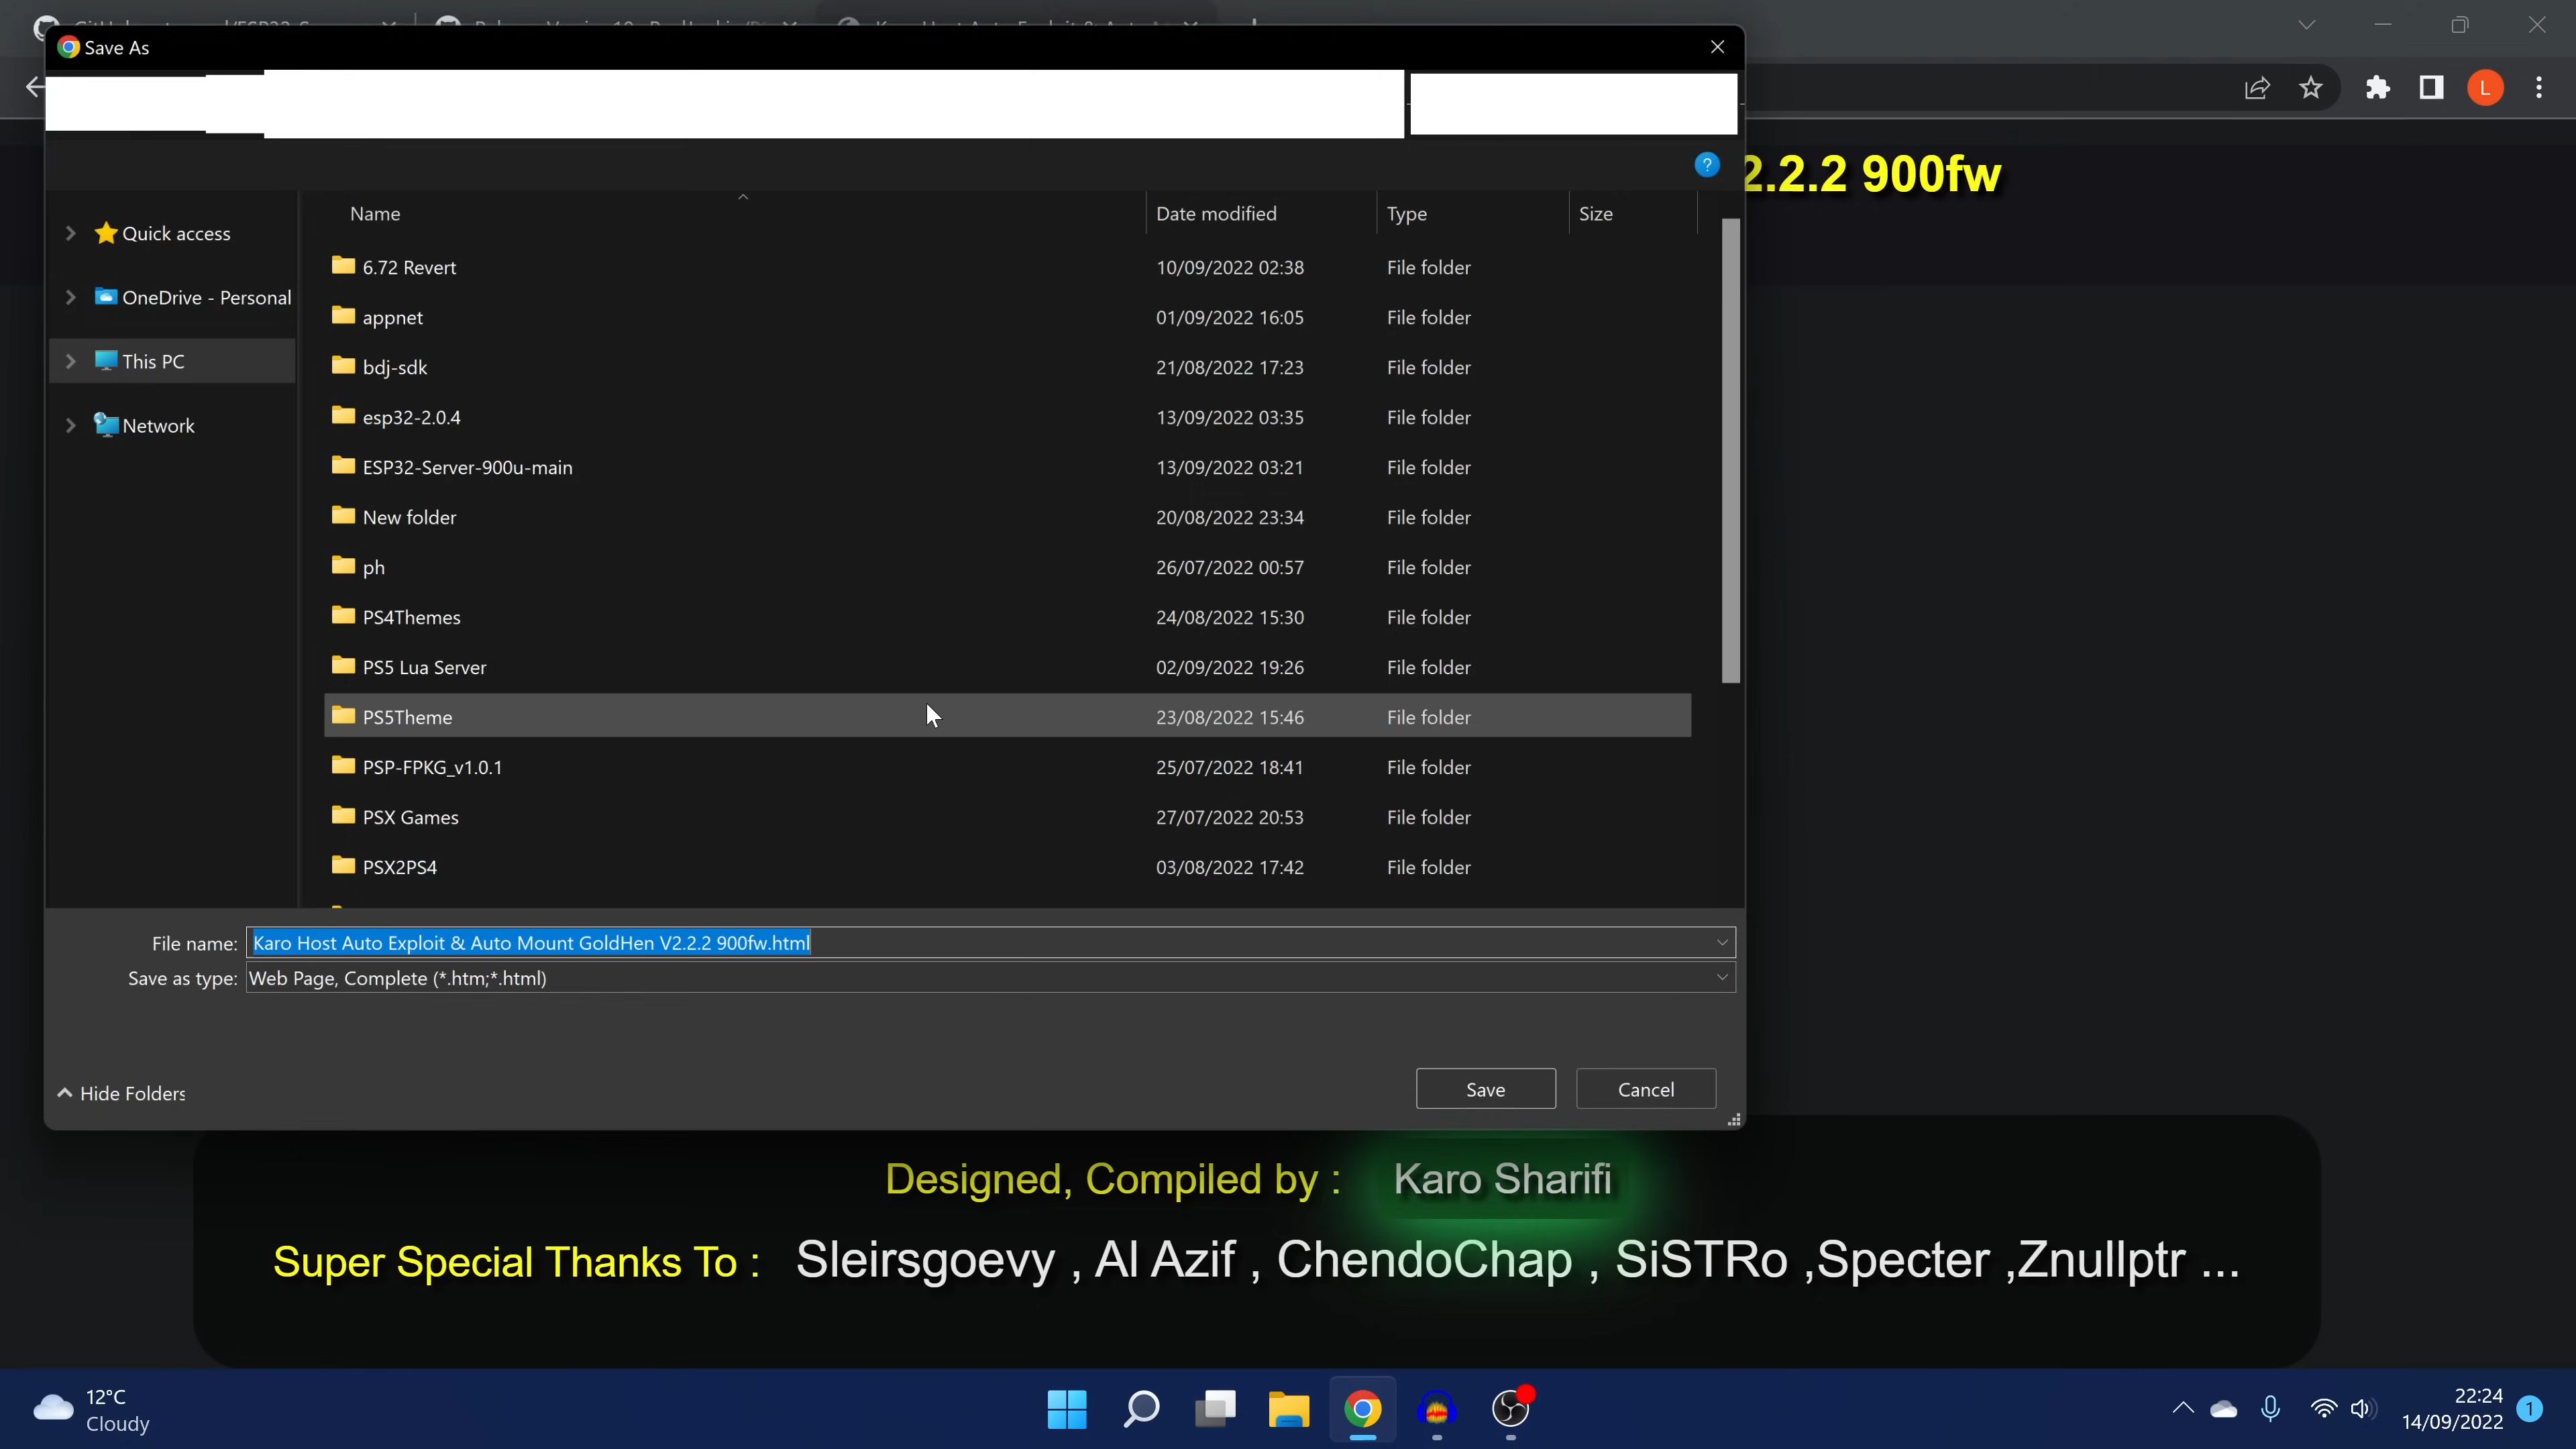 Save As
2.2.2 900fw
Name
Date modified
Type
Size
Quick access
OneDrive - Personal
This PC
Network
6.72 Revert 10/09/2022 02:38 File folder
appnet 01/09/2022 16:05 File folder
bdj-sdk 21/08/2022 17:23 File folder
esp32-2.0.4 13/09/2022 03:35 File folder
ESP32-Server-900u-main 13/09/2022 03:21 File folder
New folder 20/08/2022 23:34 File folder
ph 26/07/2022 00:57 File folder
PS4Themes 24/08/2022 15:30 File folder
PS5 Lua Server 02/09/2022 19:26 File folder
PS5Theme 23/08/2022 15:46 File folder
PSP-FPKG_v1.0.1 25/07/2022 18:41 File folder
PSX Games 27/07/2022 20:53 File folder
PSX2PS4 03/08/2022 17:42 File folder
File name: Karo Host Auto Exploit & Auto Mount GoldHen V2.2.2 900fw.html
Save as type: Web Page, Complete (*.htm;*.html)
Hide Folders
Save
Cancel
L
?
Designed, Compiled by : Karo Sharifi
Super Special Thanks To : Sleirsgoevy , Al Azif , ChendoChap , SiSTRo ,Specter ,Znullptr ...
12°C
Cloudy
22:24
14/09/2022
1